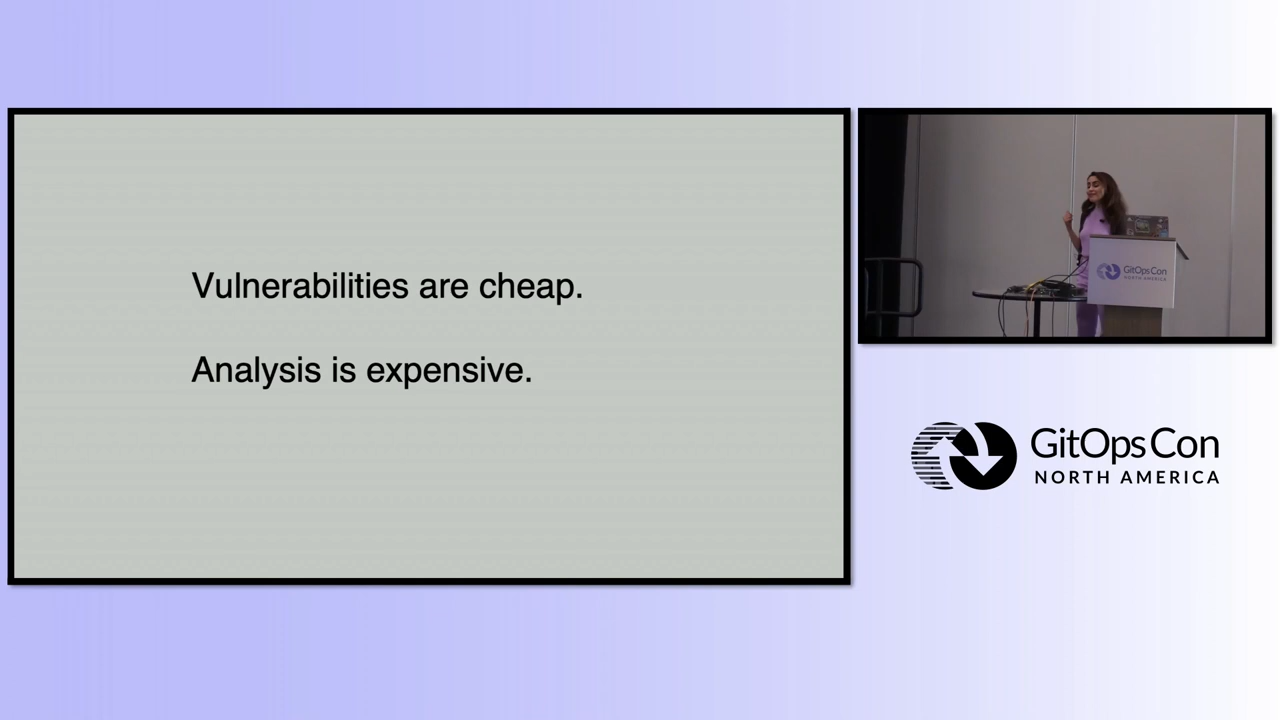 Vulnerabilities are cheap.
Analysis is expensive.
GitOpsCon
NORTH AMERICA
GitOpsCon
NORTH AMERICA